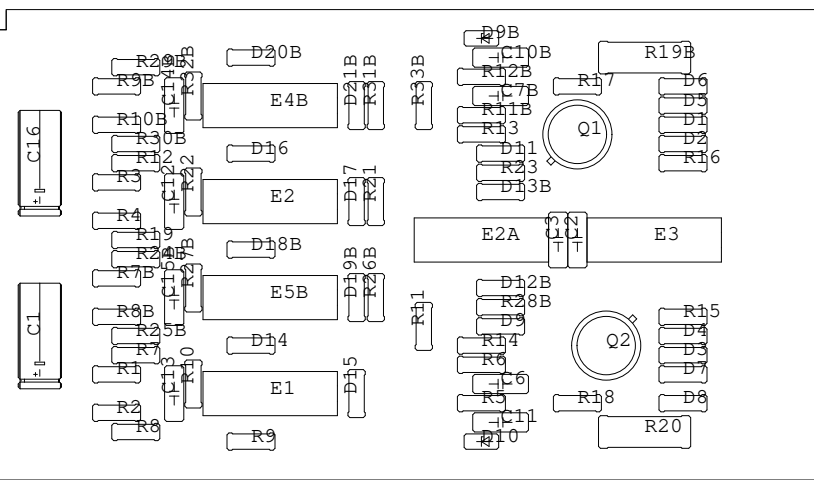 D9B
R29B
R32B
D20B
C10B
R19B
R9B
C14B
E4B
D21B
R31B
R33B
R12B
C7B
R17
D6
D5
R10B
R11B
D1
C16
R30B
R13
Q1
D2
R12
D16
D11
R16
R3
C12
R22
E2
D17
R21
R23
D13B
R4
R19
E2A
C3
C2
E3
R24B
D18B
R7B
C15B
R27B
E5B
D19B
R26B
D12B
R28B
R8B
R11
D9
R15
C1
R25B
D14
R14
Q2
D4
R7
R6
D3
R1
C13
R10
E1
D15
C6
D7
R2
R5
R18
D8
R8
C11
R20
R9
D10